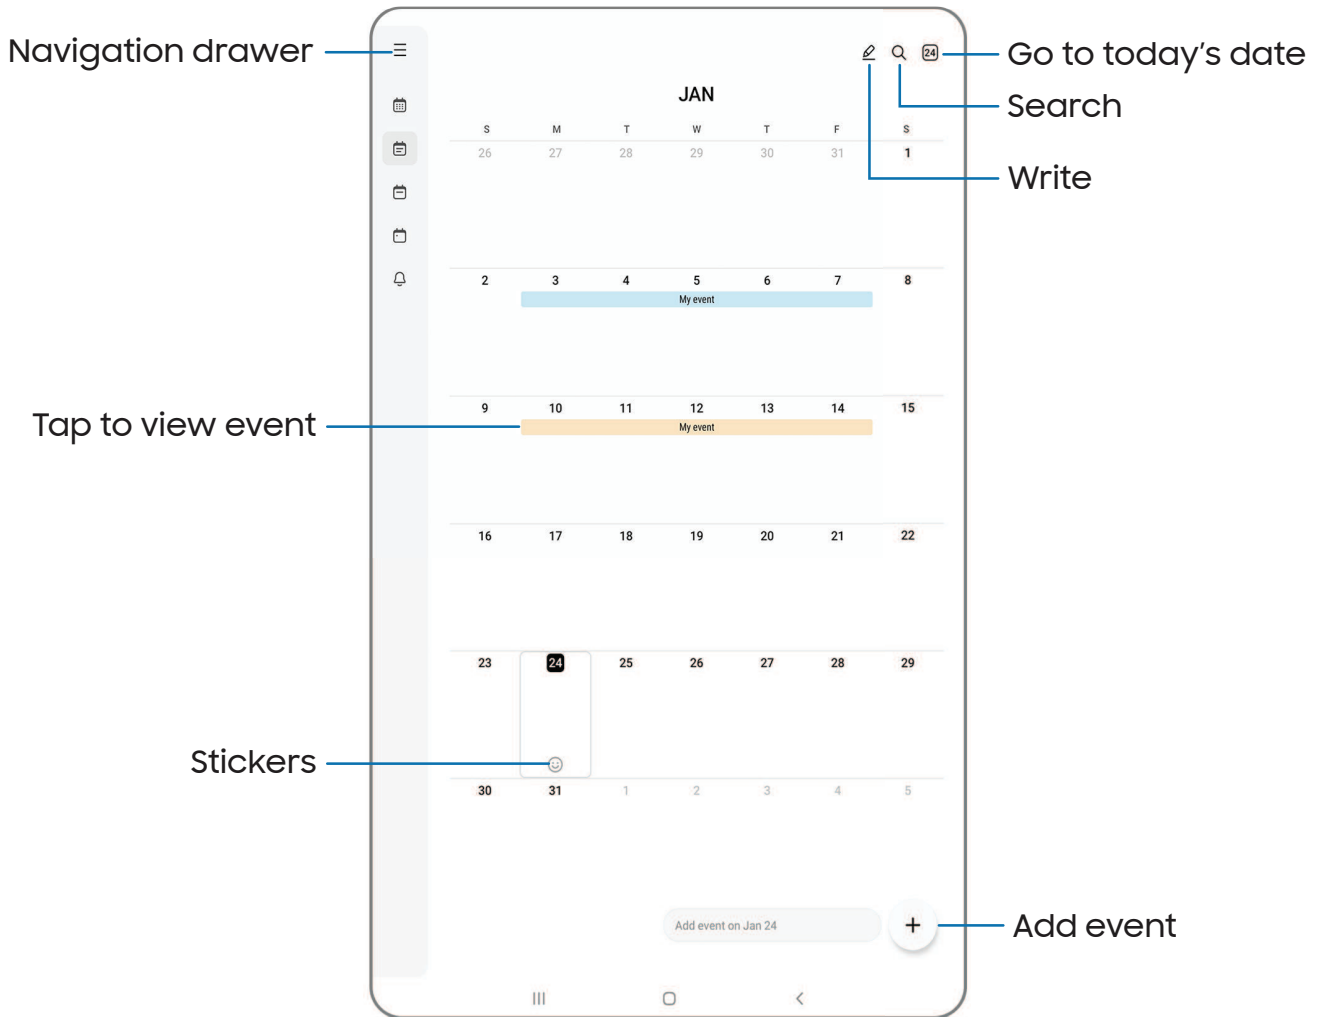 Navigation drawer
24
Go to today's date
JAN
Search
S M T W T F S
26 27 28 29 30 31 1
Write
2 3 4 5 6 7 8
My event
9 10 11 12 13 14 15
Tap to view event
My event
16 17 18 19 20 21 22
23 24 25 26 27 28 29
Stickers
30 31 1 2 3 4 5
Add event on Jan 24
Add event